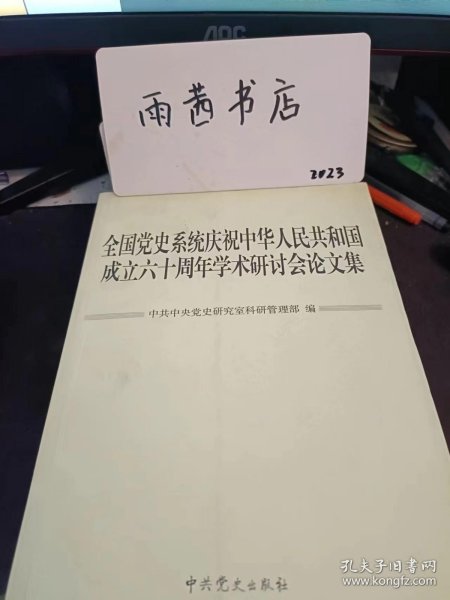 AOC
雨茜书店
2023
全国党史系统庆祝中华人民共和国
成立六十周年学术研讨会论文集
中共中央党史研究室科研管理部 编
中共党史出版社
孔夫子旧书网
www.kongfz.com